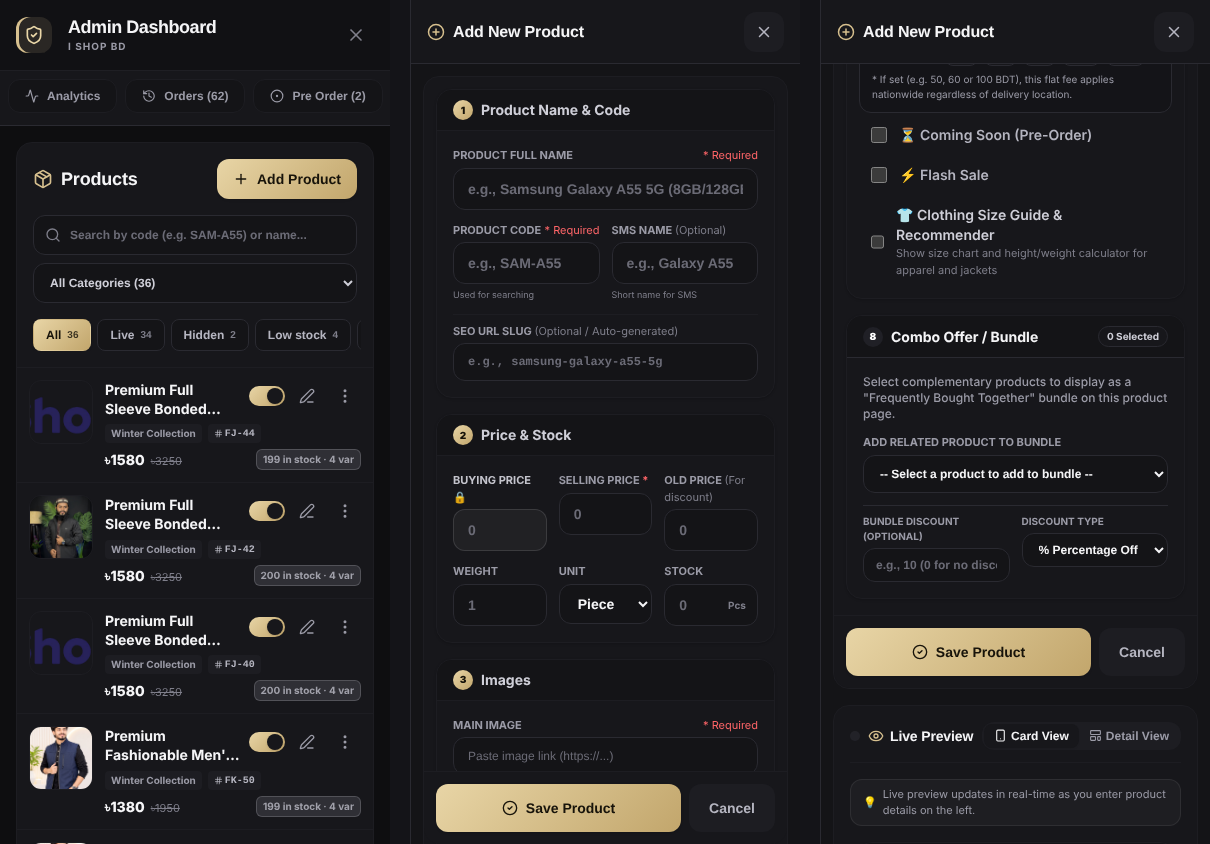 Admin Dashboard
I SHOP BD
Analytics
Orders (62)
Pre Order (2)
Products
Add Product
Search by code (e.g. SAM-A55) or name...
All Categories (36)
All 36
Live 34
Hidden 2
Low stock 4
ho
Premium Full
Sleeve Bonded...
Winter Collection
# FJ-44
৳1580 ৳3250
199 in stock · 4 var
Premium Full
Sleeve Bonded...
Winter Collection
# FJ-42
৳1580 ৳3250
200 in stock · 4 var
ho
Premium Full
Sleeve Bonded...
Winter Collection
# FJ-40
৳1580 ৳3250
200 in stock · 4 var
Premium
Fashionable Men'...
Winter Collection
# FK-50
৳1380 ৳1950
199 in stock · 4 var
Add New Product
1 Product Name & Code
PRODUCT FULL NAME * Required
e.g., Samsung Galaxy A55 5G (8GB/128GI
PRODUCT CODE * Required
SMS NAME (Optional)
e.g., SAM-A55
e.g., Galaxy A55
Used for searching
Short name for SMS
SEO URL SLUG (Optional / Auto-generated)
e.g., samsung-galaxy-a55-5g
2 Price & Stock
BUYING PRICE
🔒
SELLING PRICE *
OLD PRICE (For
discount)
0
0
0
WEIGHT
UNIT
STOCK
1
Piece
0 Pcs
3 Images
MAIN IMAGE * Required
Paste image link (https://...)
Save Product
Cancel
Add New Product
* If set (e.g. 50, 60 or 100 BDT), this flat fee applies
nationwide regardless of delivery location.
⏳ Coming Soon (Pre-Order)
⚡ Flash Sale
👕 Clothing Size Guide &
Recommender
Show size chart and height/weight calculator for
apparel and jackets
8 Combo Offer / Bundle
0 Selected
Select complementary products to display as a
"Frequently Bought Together" bundle on this product
page.
ADD RELATED PRODUCT TO BUNDLE
-- Select a product to add to bundle --
BUNDLE DISCOUNT
(OPTIONAL)
DISCOUNT TYPE
e.g., 10 (0 for no disc
% Percentage Off
Save Product
Cancel
Live Preview
Card View
Detail View
💡 Live preview updates in real-time as you enter product
details on the left.